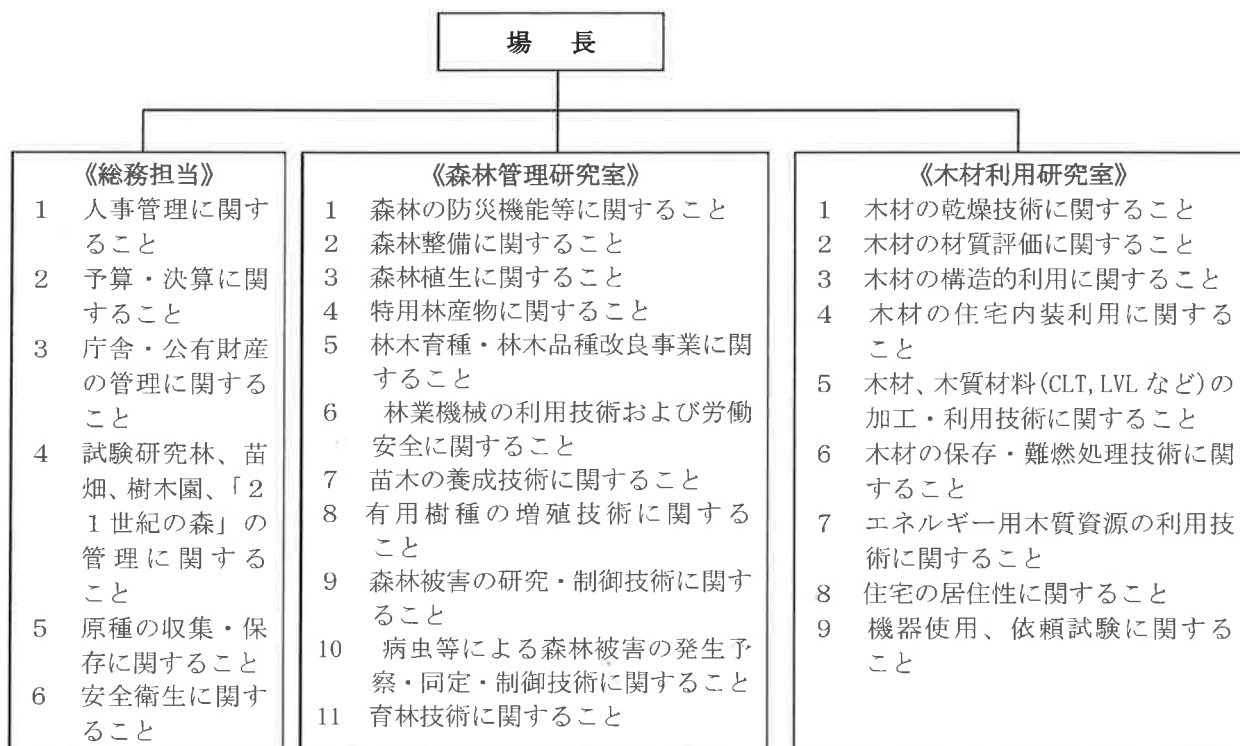 場　長
《総務担当》
1　人事管理に関す
ること
2　予算・決算に関
すること
3　庁舎・公有財産
の管理に関する
こと
4　試験研究林、苗
畑、樹木園、「２
１世紀の森」の
管理に関する
こと
5　原種の収集・保
存に関すること
6　安全衛生に関す
ること
《森林管理研究室》
1　森林の防災機能等に関すること
2　森林整備に関すること
3　森林植生に関すること
4　特用林産物に関すること
5　林木育種・林木品種改良事業に関
すること
6　林業機械の利用技術および労働
安全に関すること
7　苗木の養成技術に関すること
8　有用樹種の増殖技術に関する
こと
9　森林被害の研究・制御技術に関す
ること
10　病虫等による森林被害の発生予
察・同定・制御技術に関すること
11　育林技術に関すること
《木材利用研究室》
1　木材の乾燥技術に関すること
2　木材の材質評価に関すること
3　木材の構造的利用に関すること
4　木材の住宅内装利用に関する
こと
5　木材、木質材料(CLT,LVL など)の
加工・利用技術に関すること
6　木材の保存・難燃処理技術に関
すること
7　エネルギー用木質資源の利用技
術に関すること
8　住宅の居住性に関すること
9　機器使用、依頼試験に関する
こと